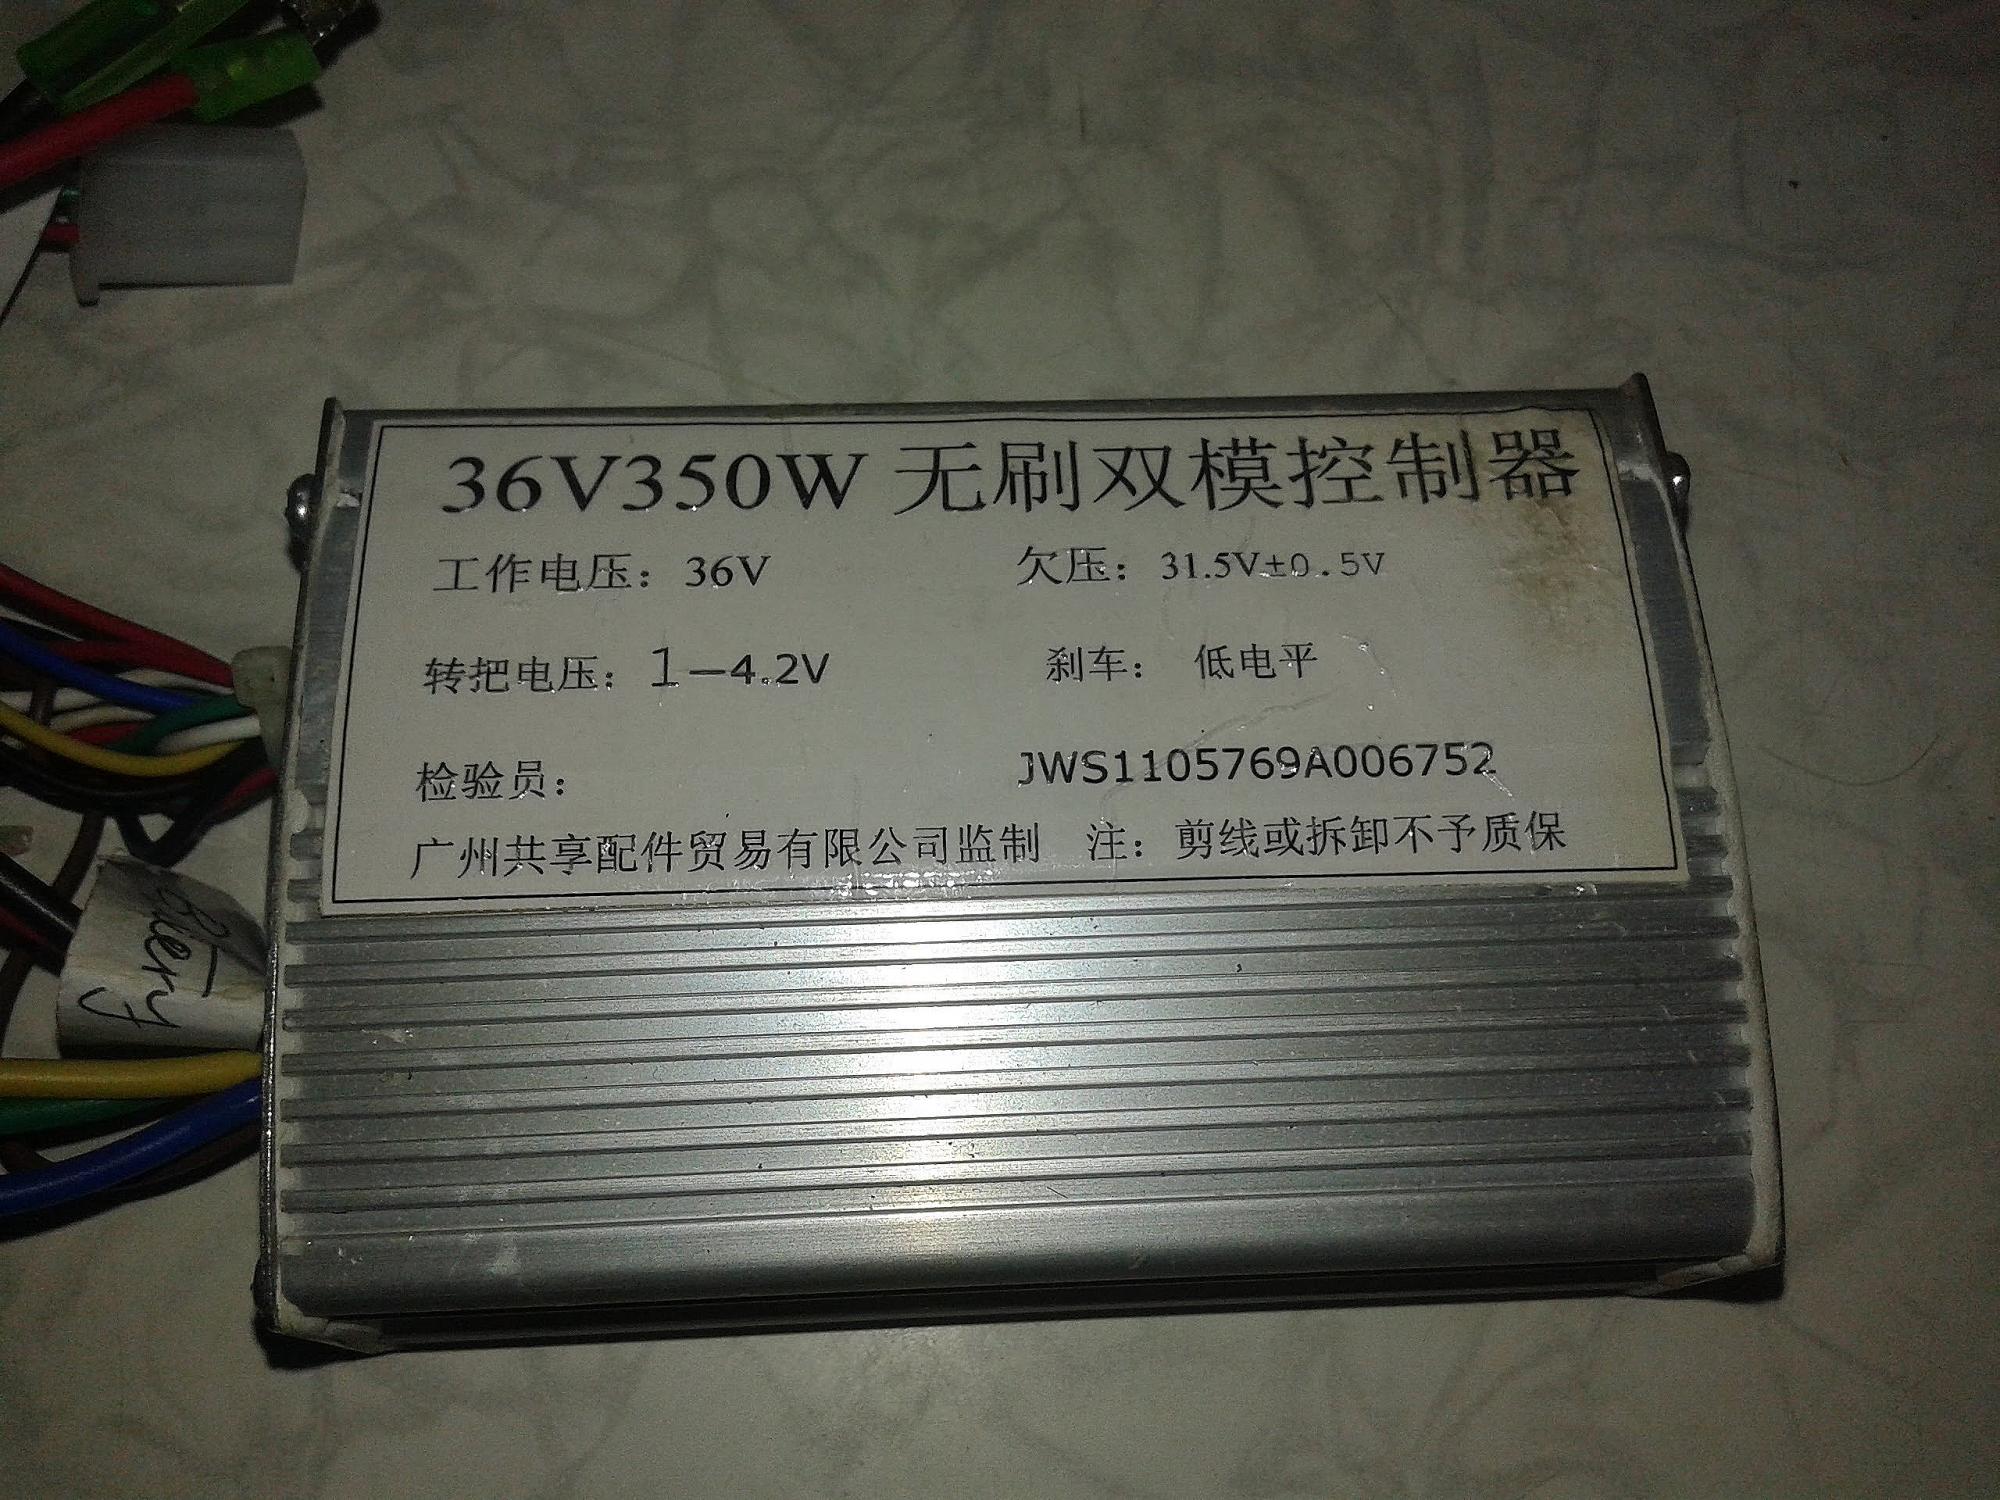 36V350W 无刷双模控制器
工作电压：36V 欠压：31.5V±0.5V
转把电压：1—4.2V 刹车： 低电平
检验员： JWS1105769A006752
广州共享配件贸易有限公司监制 注：剪线或拆卸不予质保